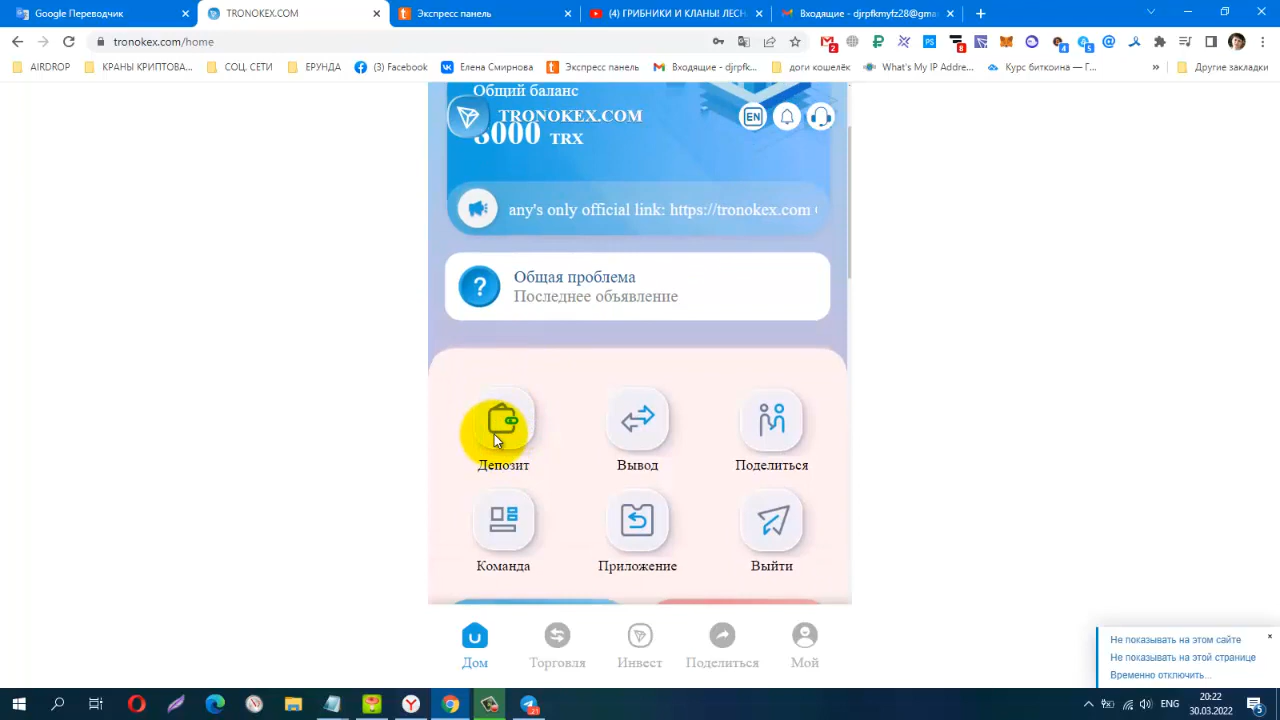 Google Переводчик
TRONOKEX.COM
Экспресс панель
(4) ГРИБНИКИ И КЛАНЫ! ЛЕСН
Входящие - djrpfkmyfz28@gma
tronokex.com/home
AIRDROP
КРАНЫ КРИПТОВА...
СОЦ. СЕТИ
ЕРУНДА
(3) Facebook
Елена Смирнова
Экспресс панель
Входящие - djrpfk...
доги кошелёк
What's My IP Addre...
Курс биткоина — Г...
Другие закладки
Общий баланс
TRONOKEX.COM
EN
8000 TRX
any's only official link: https://tronokex.com
Общая проблема
Последнее объявление
Депозит
Вывод
Поделиться
Команда
Приложение
Выйти
Дом
Торговля
Инвест
Поделиться
Мой
Не показывать на этом сайте
Не показывать на этой странице
Временно отключить...
ENG
20:22
30.03.2022